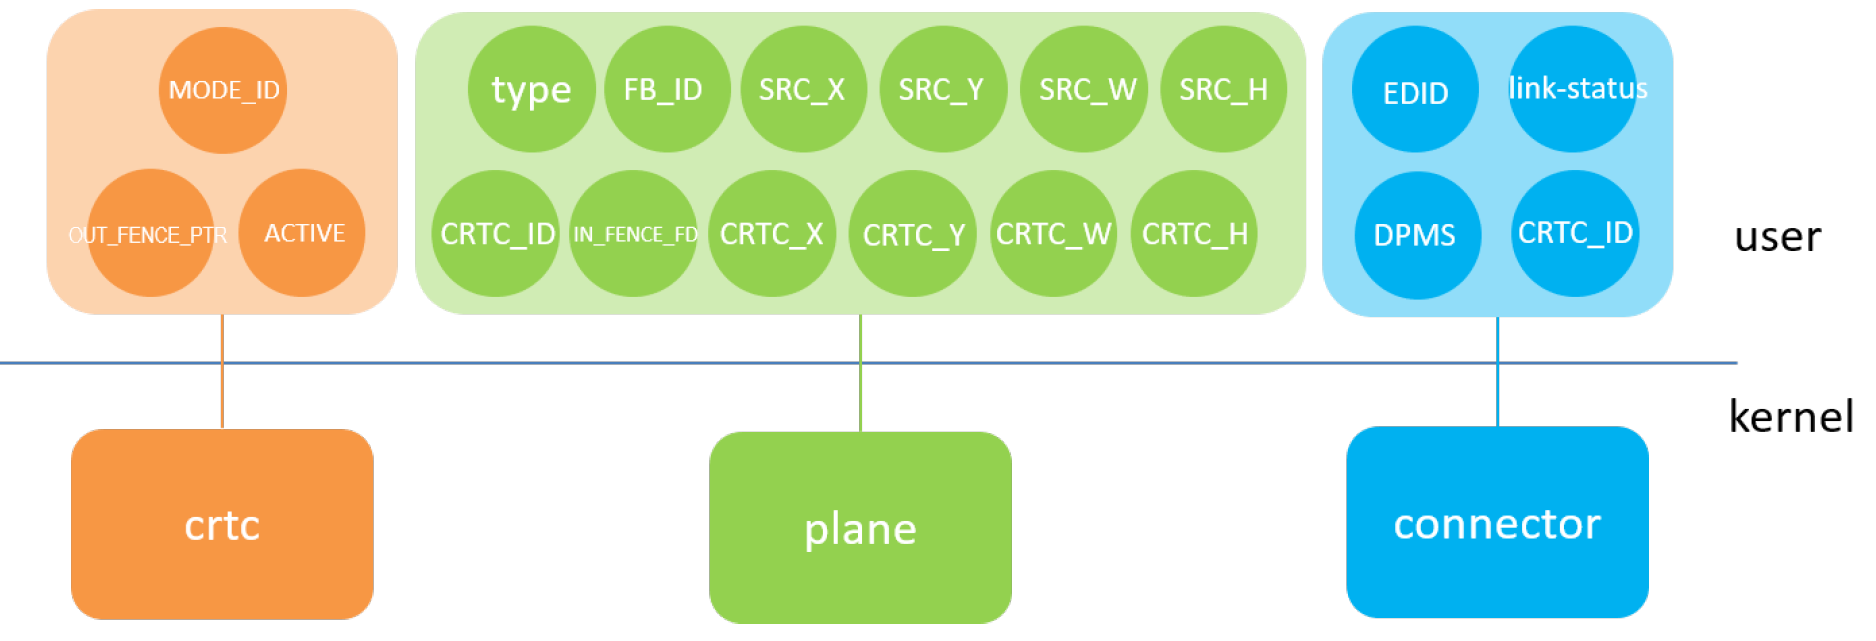 MODE_ID
OUT_FENCE_PTR
ACTIVE
type
FB_ID
SRC_X
SRC_Y
SRC_W
SRC_H
CRTC_ID
IN_FENCE_FD
CRTC_X
CRTC_Y
CRTC_W
CRTC_H
EDID
link-status
DPMS
CRTC_ID
user
kernel
crtc
plane
connector